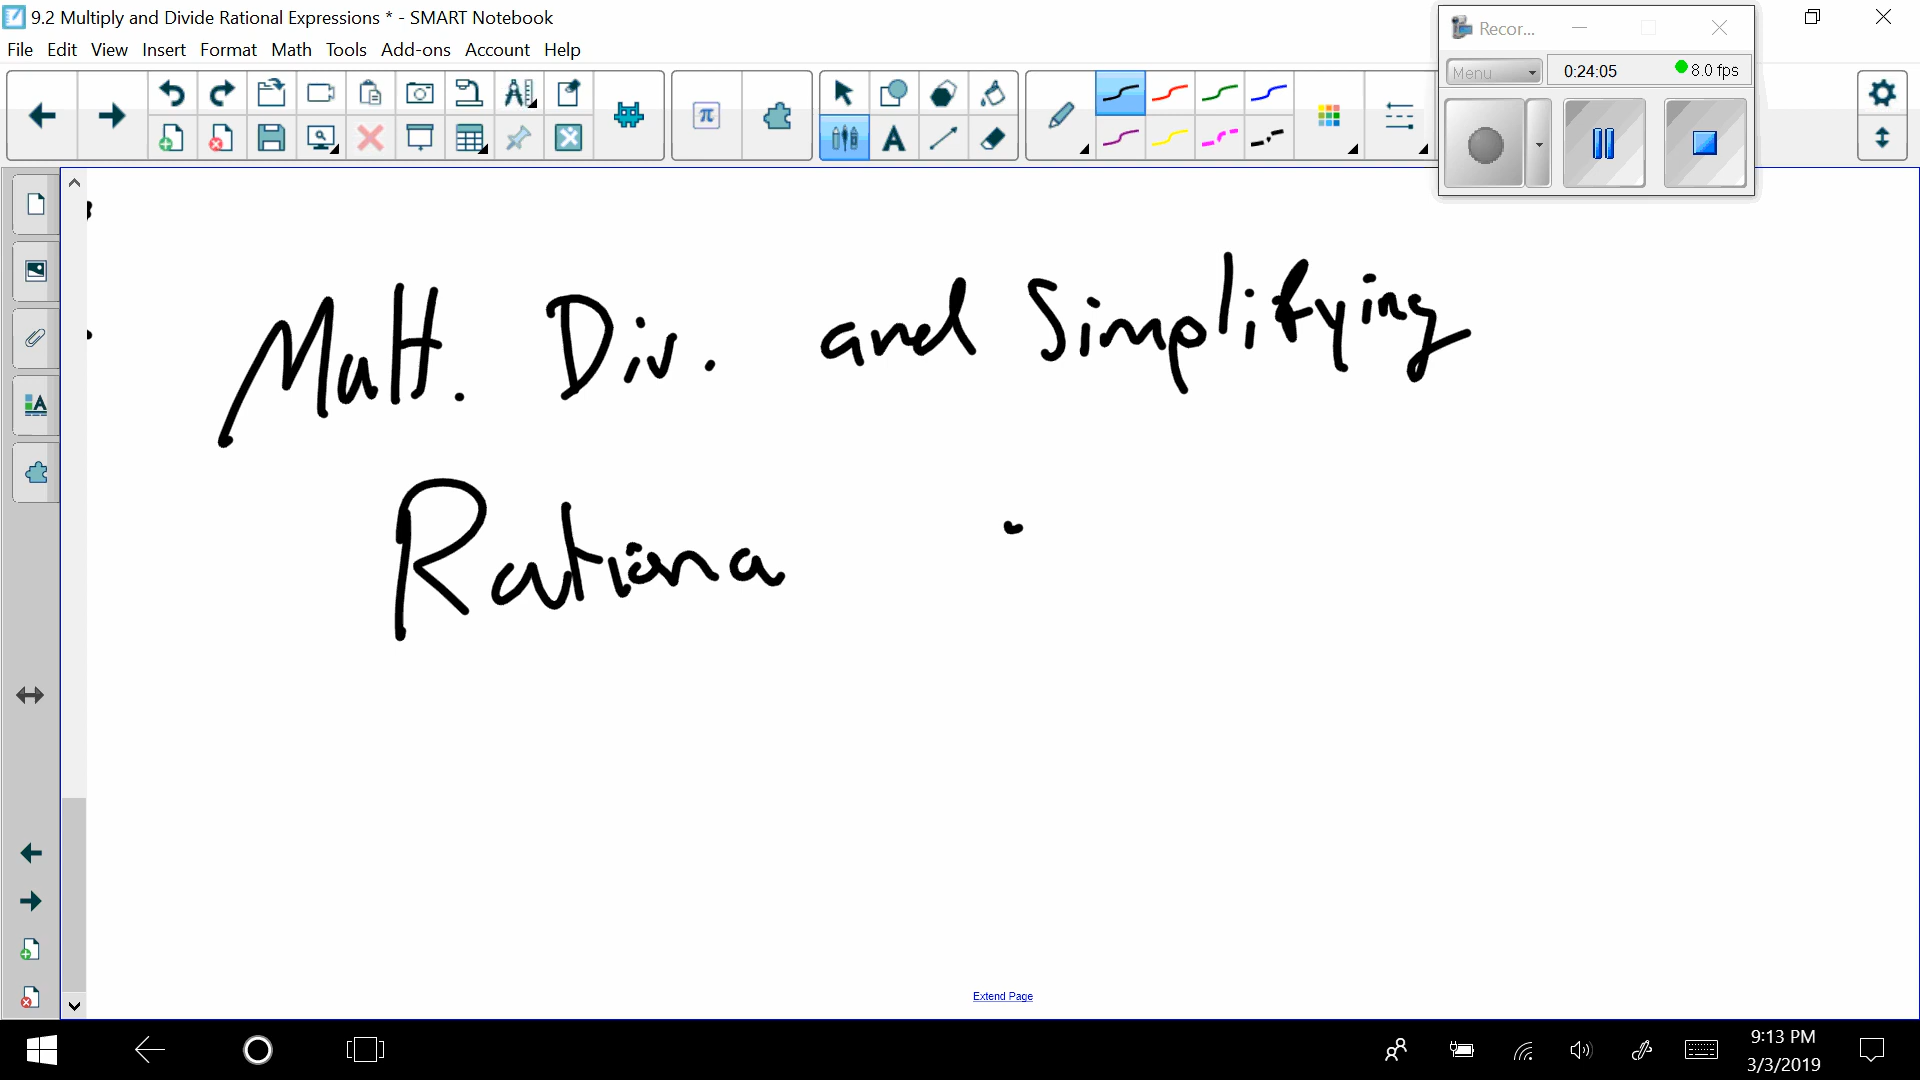 9.2 Multiply and Divide Rational Expressions * - SMART Notebook
File Edit View Insert Format Math Tools Add-ons Account Help
Recor...
Menu 0:24:05 8.0 fps
Mult. Div. and Simplifying
Rationa
Extend Page
9:13 PM
3/3/2019